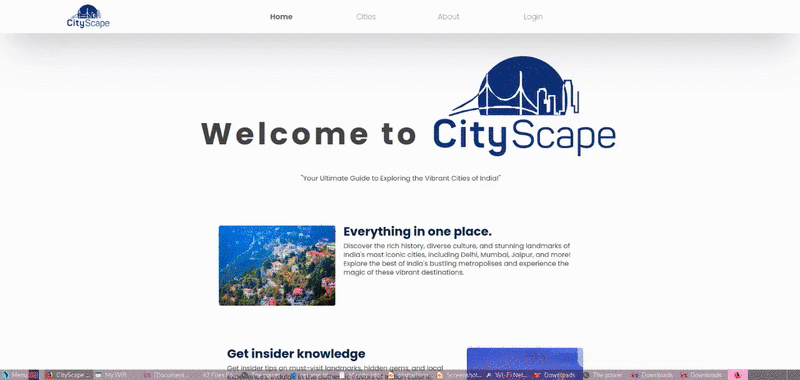 CityScape
Home Cities About Login
Welcome to CityScape
"Your Ultimate Guide to Exploring the Vibrant Cities of India!"
Everything in one place.
Discover the rich history, diverse culture, and stunning landmarks of
India's most iconic cities, including Delhi, Mumbai, Jaipur, and more!
Explore the best of India's bustling metropolises and experience the
magic of these vibrant destinations.
Get insider knowledge
Get insider tips on must-visit landmarks, hidden gems, and local
Menu CityScape ... My Wifi [Document... Screenshot... Wi-Fi Net... Downloads The power Downloads Downloads